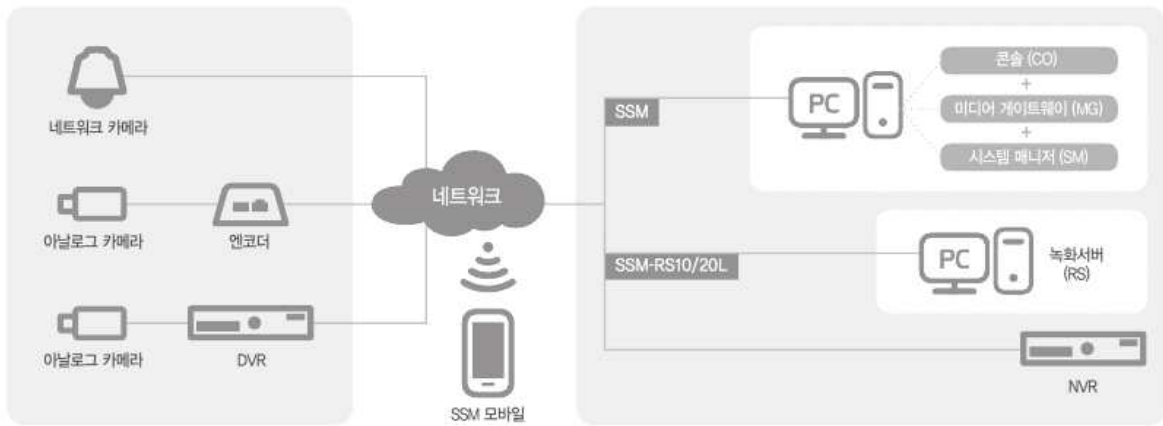 네트워크 카메라
아날로그 카메라
엔코더
아날로그 카메라
DVR
네트워크
SSM 모바일
SSM
PC
콘솔 (CO)
+
미디어 게이트웨이 (MG)
+
시스템 매니저 (SM)
SSM-RS10/20L
PC
녹화서버
(RS)
NVR